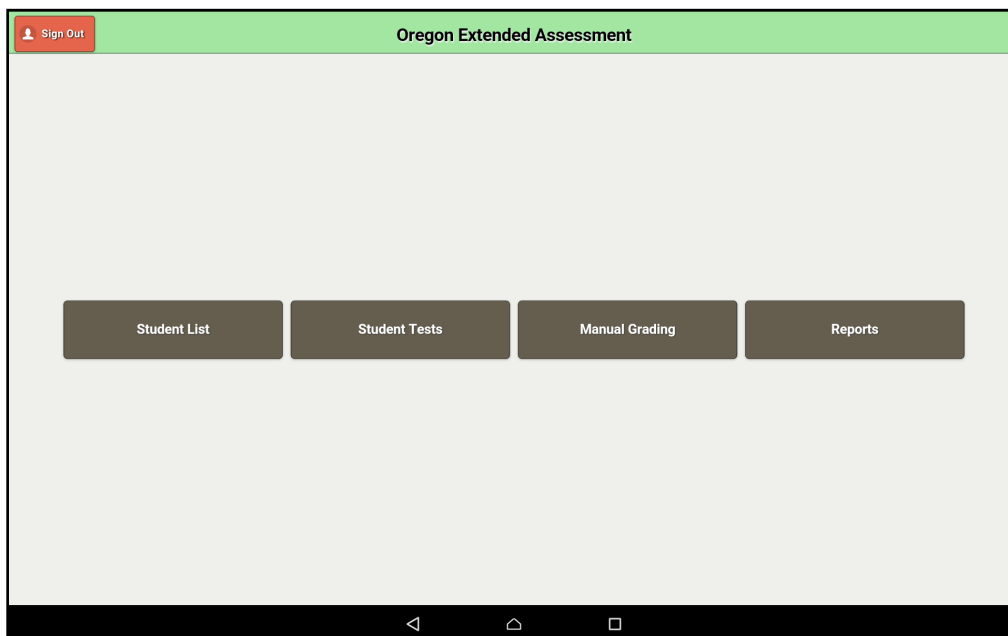 Sign Out
Oregon Extended Assessment
Student List
Student Tests
Manual Grading
Reports